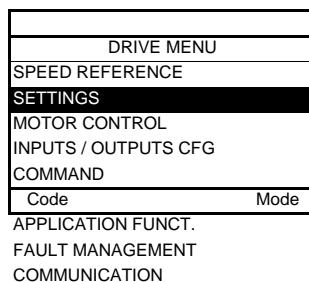 DRIVE MENU
SPEED REFERENCE
SETTINGS
MOTOR CONTROL
INPUTS / OUTPUTS CFG
COMMAND
Code Mode
APPLICATION FUNCT.
FAULT MANAGEMENT
COMMUNICATION